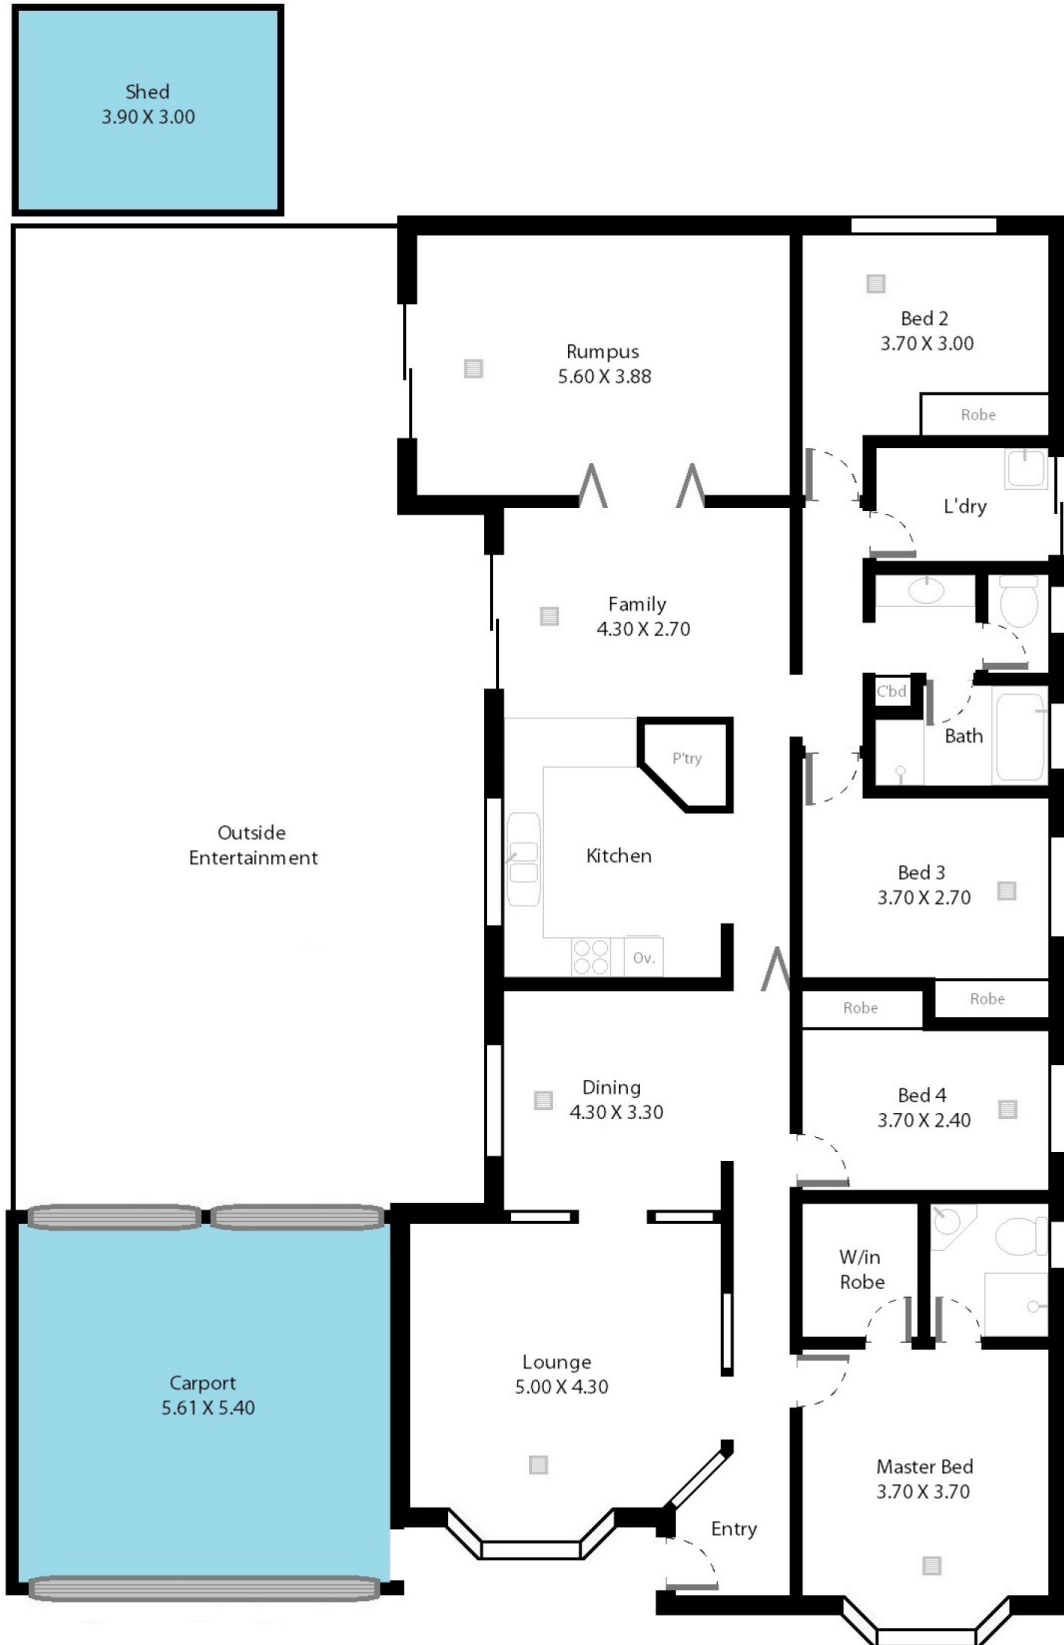 Shed
3.90 X 3.00
Rumpus
5.60 X 3.88
Bed 2
3.70 X 3.00
Robe
L'dry
Family
4.30 X 2.70
C'bd
Bath
P'try
Outside
Entertainment
Kitchen
Bed 3
3.70 X 2.70
Ov.
Robe
Robe
Dining
4.30 X 3.30
Bed 4
3.70 X 2.40
W/in
Robe
Carport
5.61 X 5.40
Lounge
5.00 X 4.30
Master Bed
3.70 X 3.70
Entry